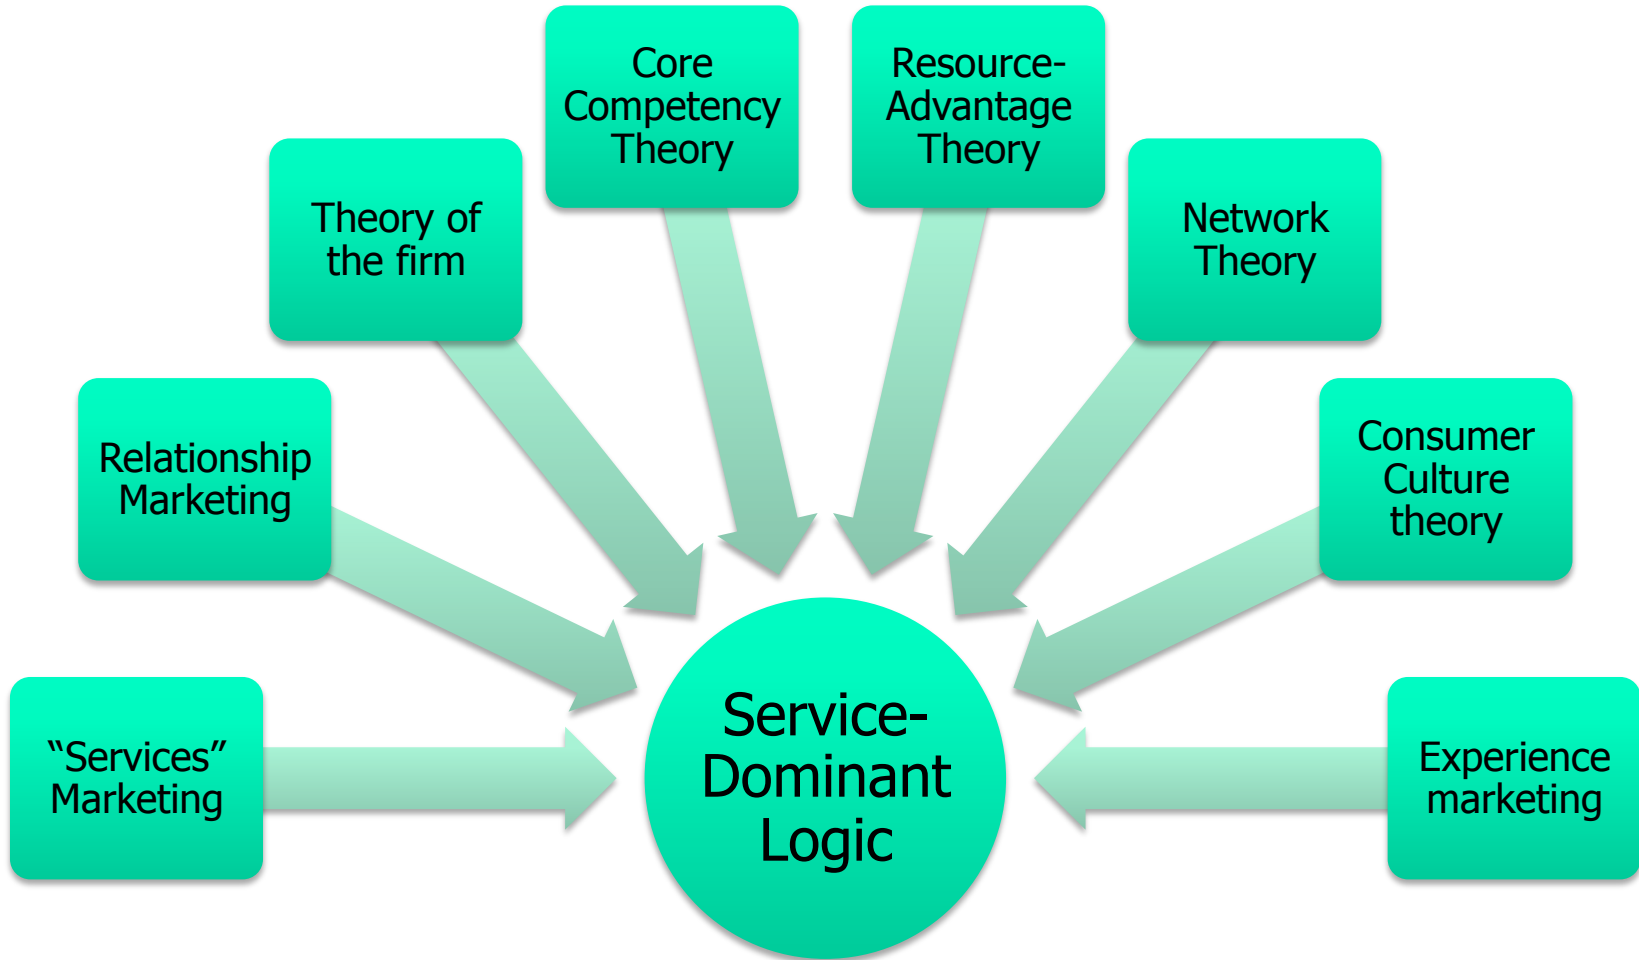 Core
Competency
Theory
Resource-
Advantage
Theory
Theory of
the firm
Network
Theory
Relationship
Marketing
Consumer
Culture
theory
“Services”
Marketing
Service-
Dominant
Logic
Experience
marketing